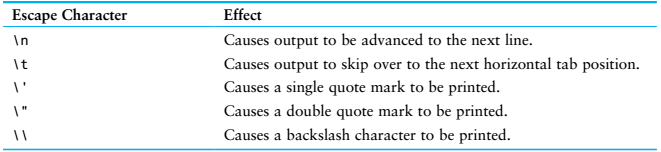 Escape Character Effect
\n Causes output to be advanced to the next line.
\t Causes output to skip over to the next horizontal tab position.
\' Causes a single quote mark to be printed.
\" Causes a double quote mark to be printed.
\\ Causes a backslash character to be printed.